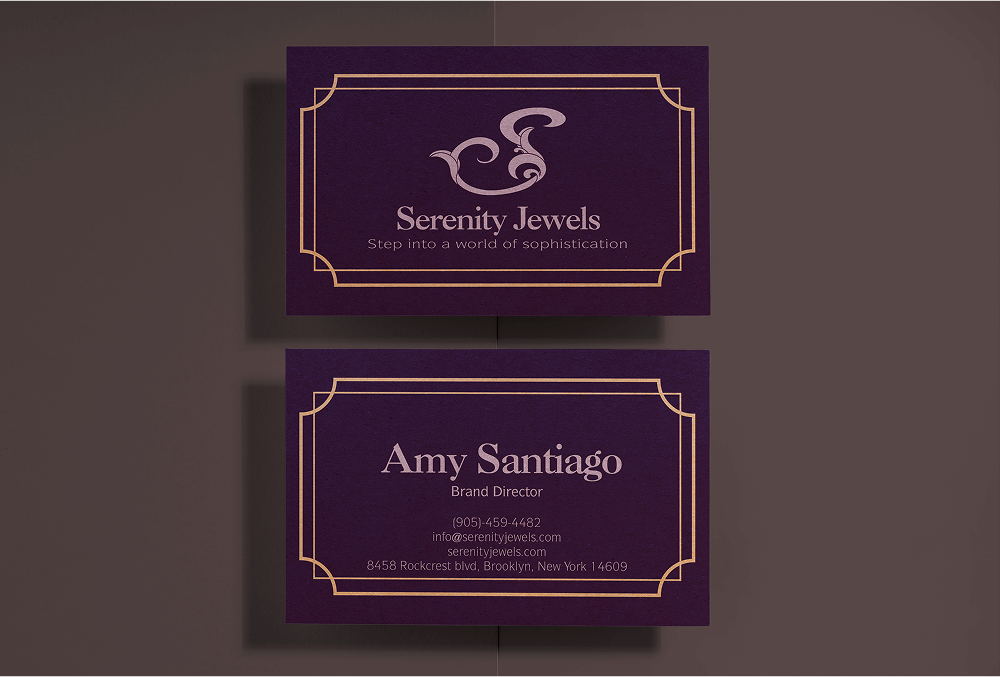 Serenity Jewels
Step into a world of sophistication
Amy Santiago
Brand Director
(905)-459-4482
info@serenityjewels.com
serenityjewels.com
8458 Rockcrest blvd, Brooklyn, New York 14609